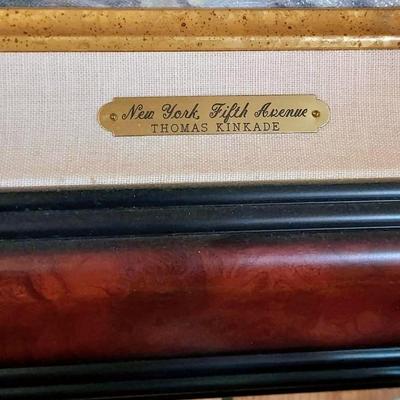 New York, Fifth Avenue
THOMAS KINKADE